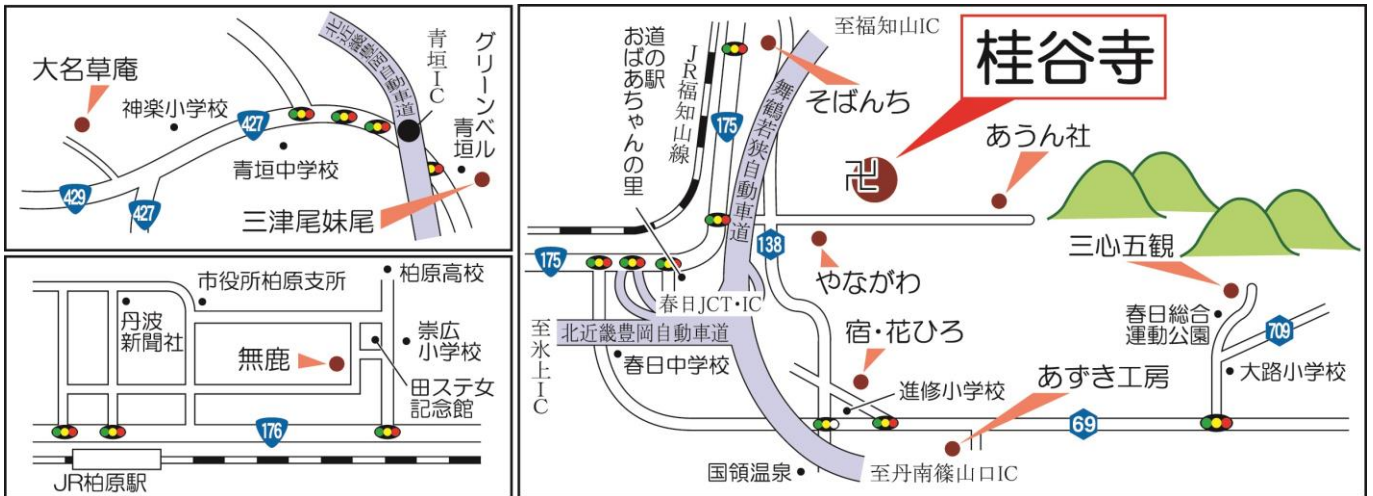 大名草庵
神楽小学校
427
北近畿豊岡自動車道
青垣IC
グリーンベル
青垣
青垣中学校
429
427
三津尾妹尾
市役所柏原支所
柏原高校
丹波
新聞社
無鹿
崇広
小学校
田ステ女
記念館
176
JR柏原駅
至福知山IC
桂谷寺
道の駅
おばあちゃんの里
JR福知山線
175
舞鶴若狭自動車道
そばんち
卍
あうん社
138
やながわ
三心五観
175
春日JCT・IC
至氷上IC
北近畿豊岡自動車道
春日中学校
宿・花ひろ
進修小学校
あずき工房
春日総合
運動公園
709
大路小学校
69
国領温泉
至丹南篠山口IC